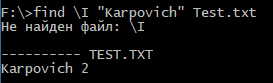 F:\>find \I "Karpovich" Test.txt
Не найден файл: \I

---------- TEST.TXT
Karpovich 2